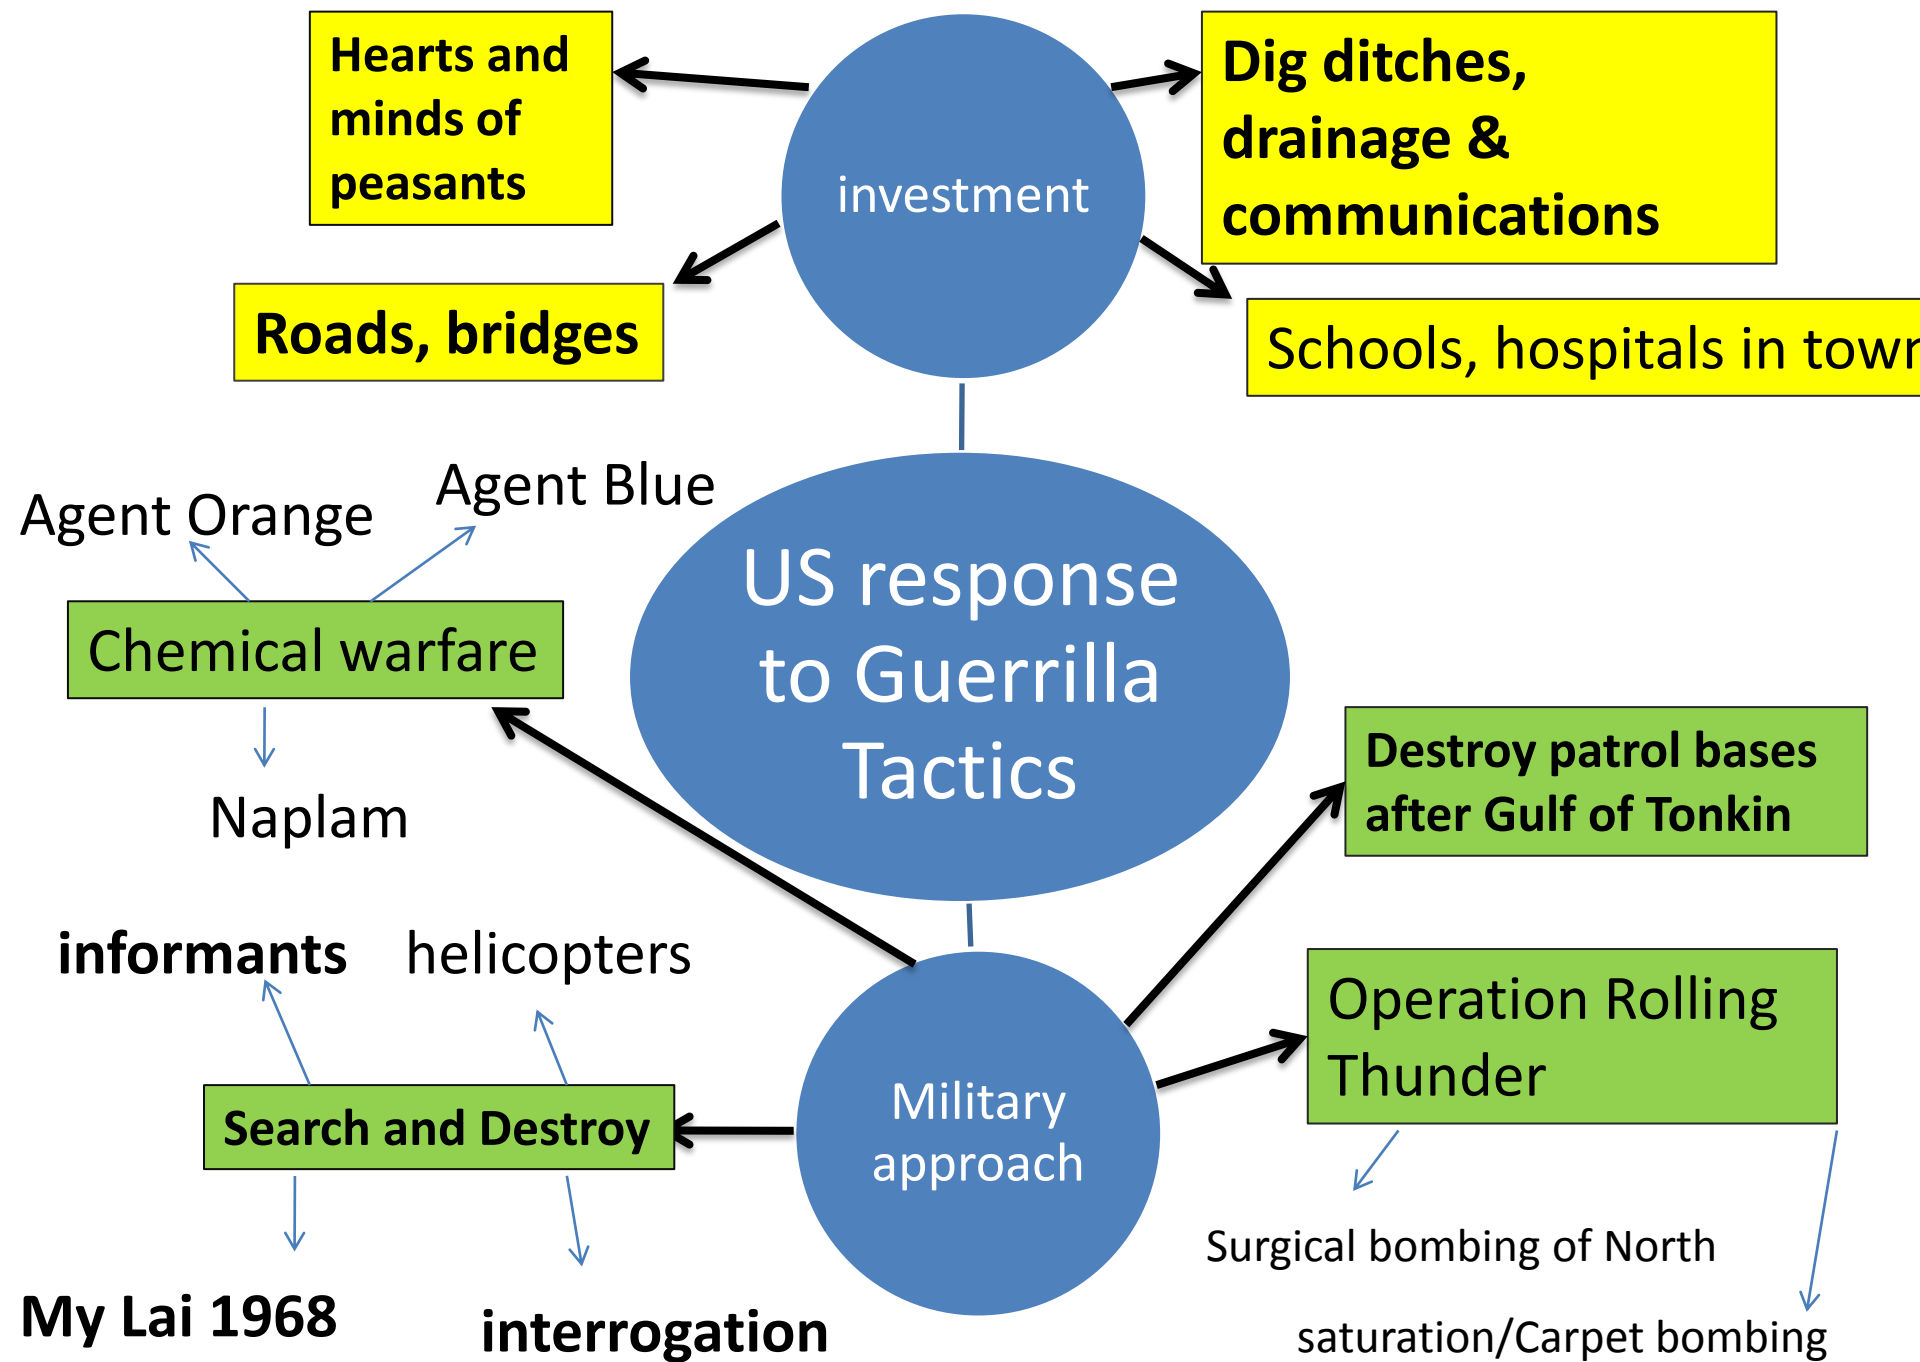 Hearts and
minds of
peasants
investment
Dig ditches,
drainage &
communications
Roads, bridges
Schools, hospitals in town
Agent Orange
Agent Blue
Chemical warfare
Naplam
US response
to Guerrilla
Tactics
Destroy patrol bases
after Gulf of Tonkin
informants
helicopters
Operation Rolling
Thunder
Search and Destroy
Military
approach
Surgical bombing of North
My Lai 1968
interrogation
saturation/Carpet bombing